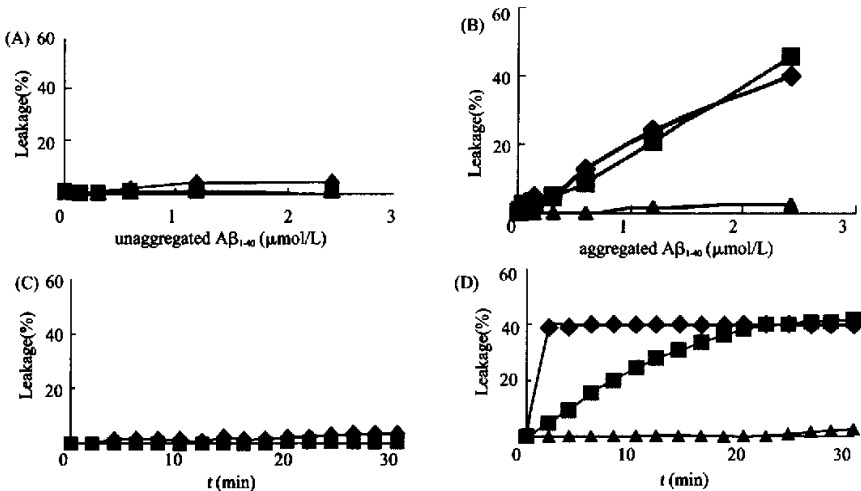 (A)
60
40
20
Leakage(%)
0
1
2
3
unaggregated Aβ₁₋₄₀ (μmol/L)
(B)
60
40
20
Leakage(%)
0
1
2
3
aggregated Aβ₁₋₄₀ (μmol/L)
(C)
60
40
20
Leakage(%)
0
10
20
30
t (min)
(D)
60
40
20
Leakage(%)
0
10
20
30
t (min)